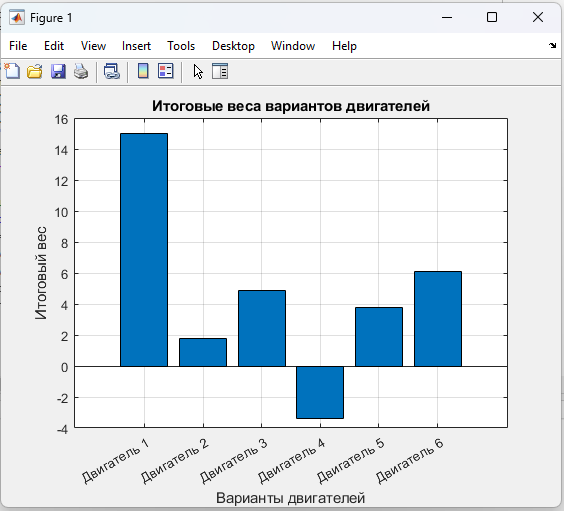 Figure 1
File Edit View Insert Tools Desktop Window Help
Итоговые веса вариантов двигателей
Итоговый вес
16
14
12
10
8
6
4
2
0
-2
-4
Двигатель 1
Двигатель 2
Двигатель 3
Двигатель 4
Двигатель 5
Двигатель 6
Варианты двигателей